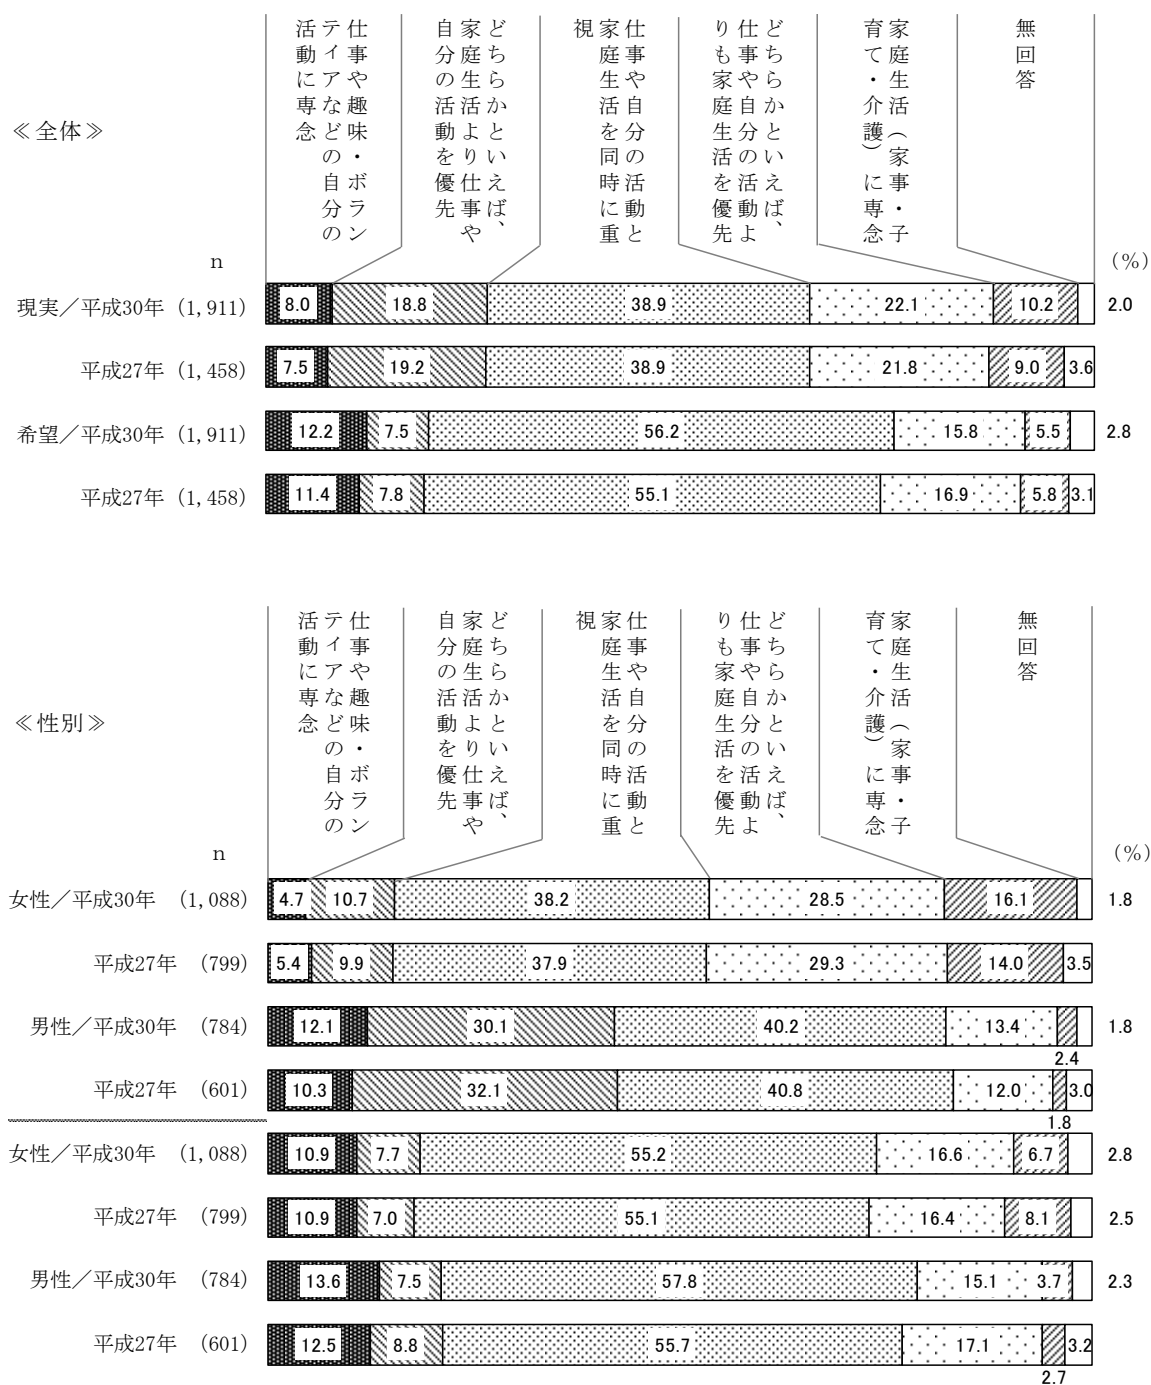 仕事や趣味・ボラン
ティアなどの自分の
活動に専念
どちらかといえば、
家庭生活より仕事や
自分の活動を優先
仕事や自分の活動と
家庭生活を同時に重
視
どちらかといえば、
仕事や自分の活動よ
りも家庭生活を優先
家庭生活（家事・子
育て・介護）に専念
無回答
≪全体≫
n
(%)
現実／平成30年 (1,911) 8.0 18.8 38.9 22.1 10.2 2.0
平成27年 (1,458) 7.5 19.2 38.9 21.8 9.0 3.6
希望／平成30年 (1,911) 12.2 7.5 56.2 15.8 5.5 2.8
平成27年 (1,458) 11.4 7.8 55.1 16.9 5.8 3.1
仕事や趣味・ボラン
ティアなどの自分の
活動に専念
どちらかといえば、
家庭生活より仕事や
自分の活動を優先
仕事や自分の活動と
家庭生活を同時に重
視
どちらかといえば、
仕事や自分の活動よ
りも家庭生活を優先
家庭生活（家事・子
育て・介護）に専念
無回答
≪性別≫
n
(%)
女性／平成30年 (1,088) 4.7 10.7 38.2 28.5 16.1 1.8
平成27年 (799) 5.4 9.9 37.9 29.3 14.0 3.5
男性／平成30年 (784) 12.1 30.1 40.2 13.4 2.4 1.8
平成27年 (601) 10.3 32.1 40.8 12.0 1.8 3.0
女性／平成30年 (1,088) 10.9 7.7 55.2 16.6 6.7 2.8
平成27年 (799) 10.9 7.0 55.1 16.4 8.1 2.5
男性／平成30年 (784) 13.6 7.5 57.8 15.1 3.7 2.3
平成27年 (601) 12.5 8.8 55.7 17.1 2.7 3.2